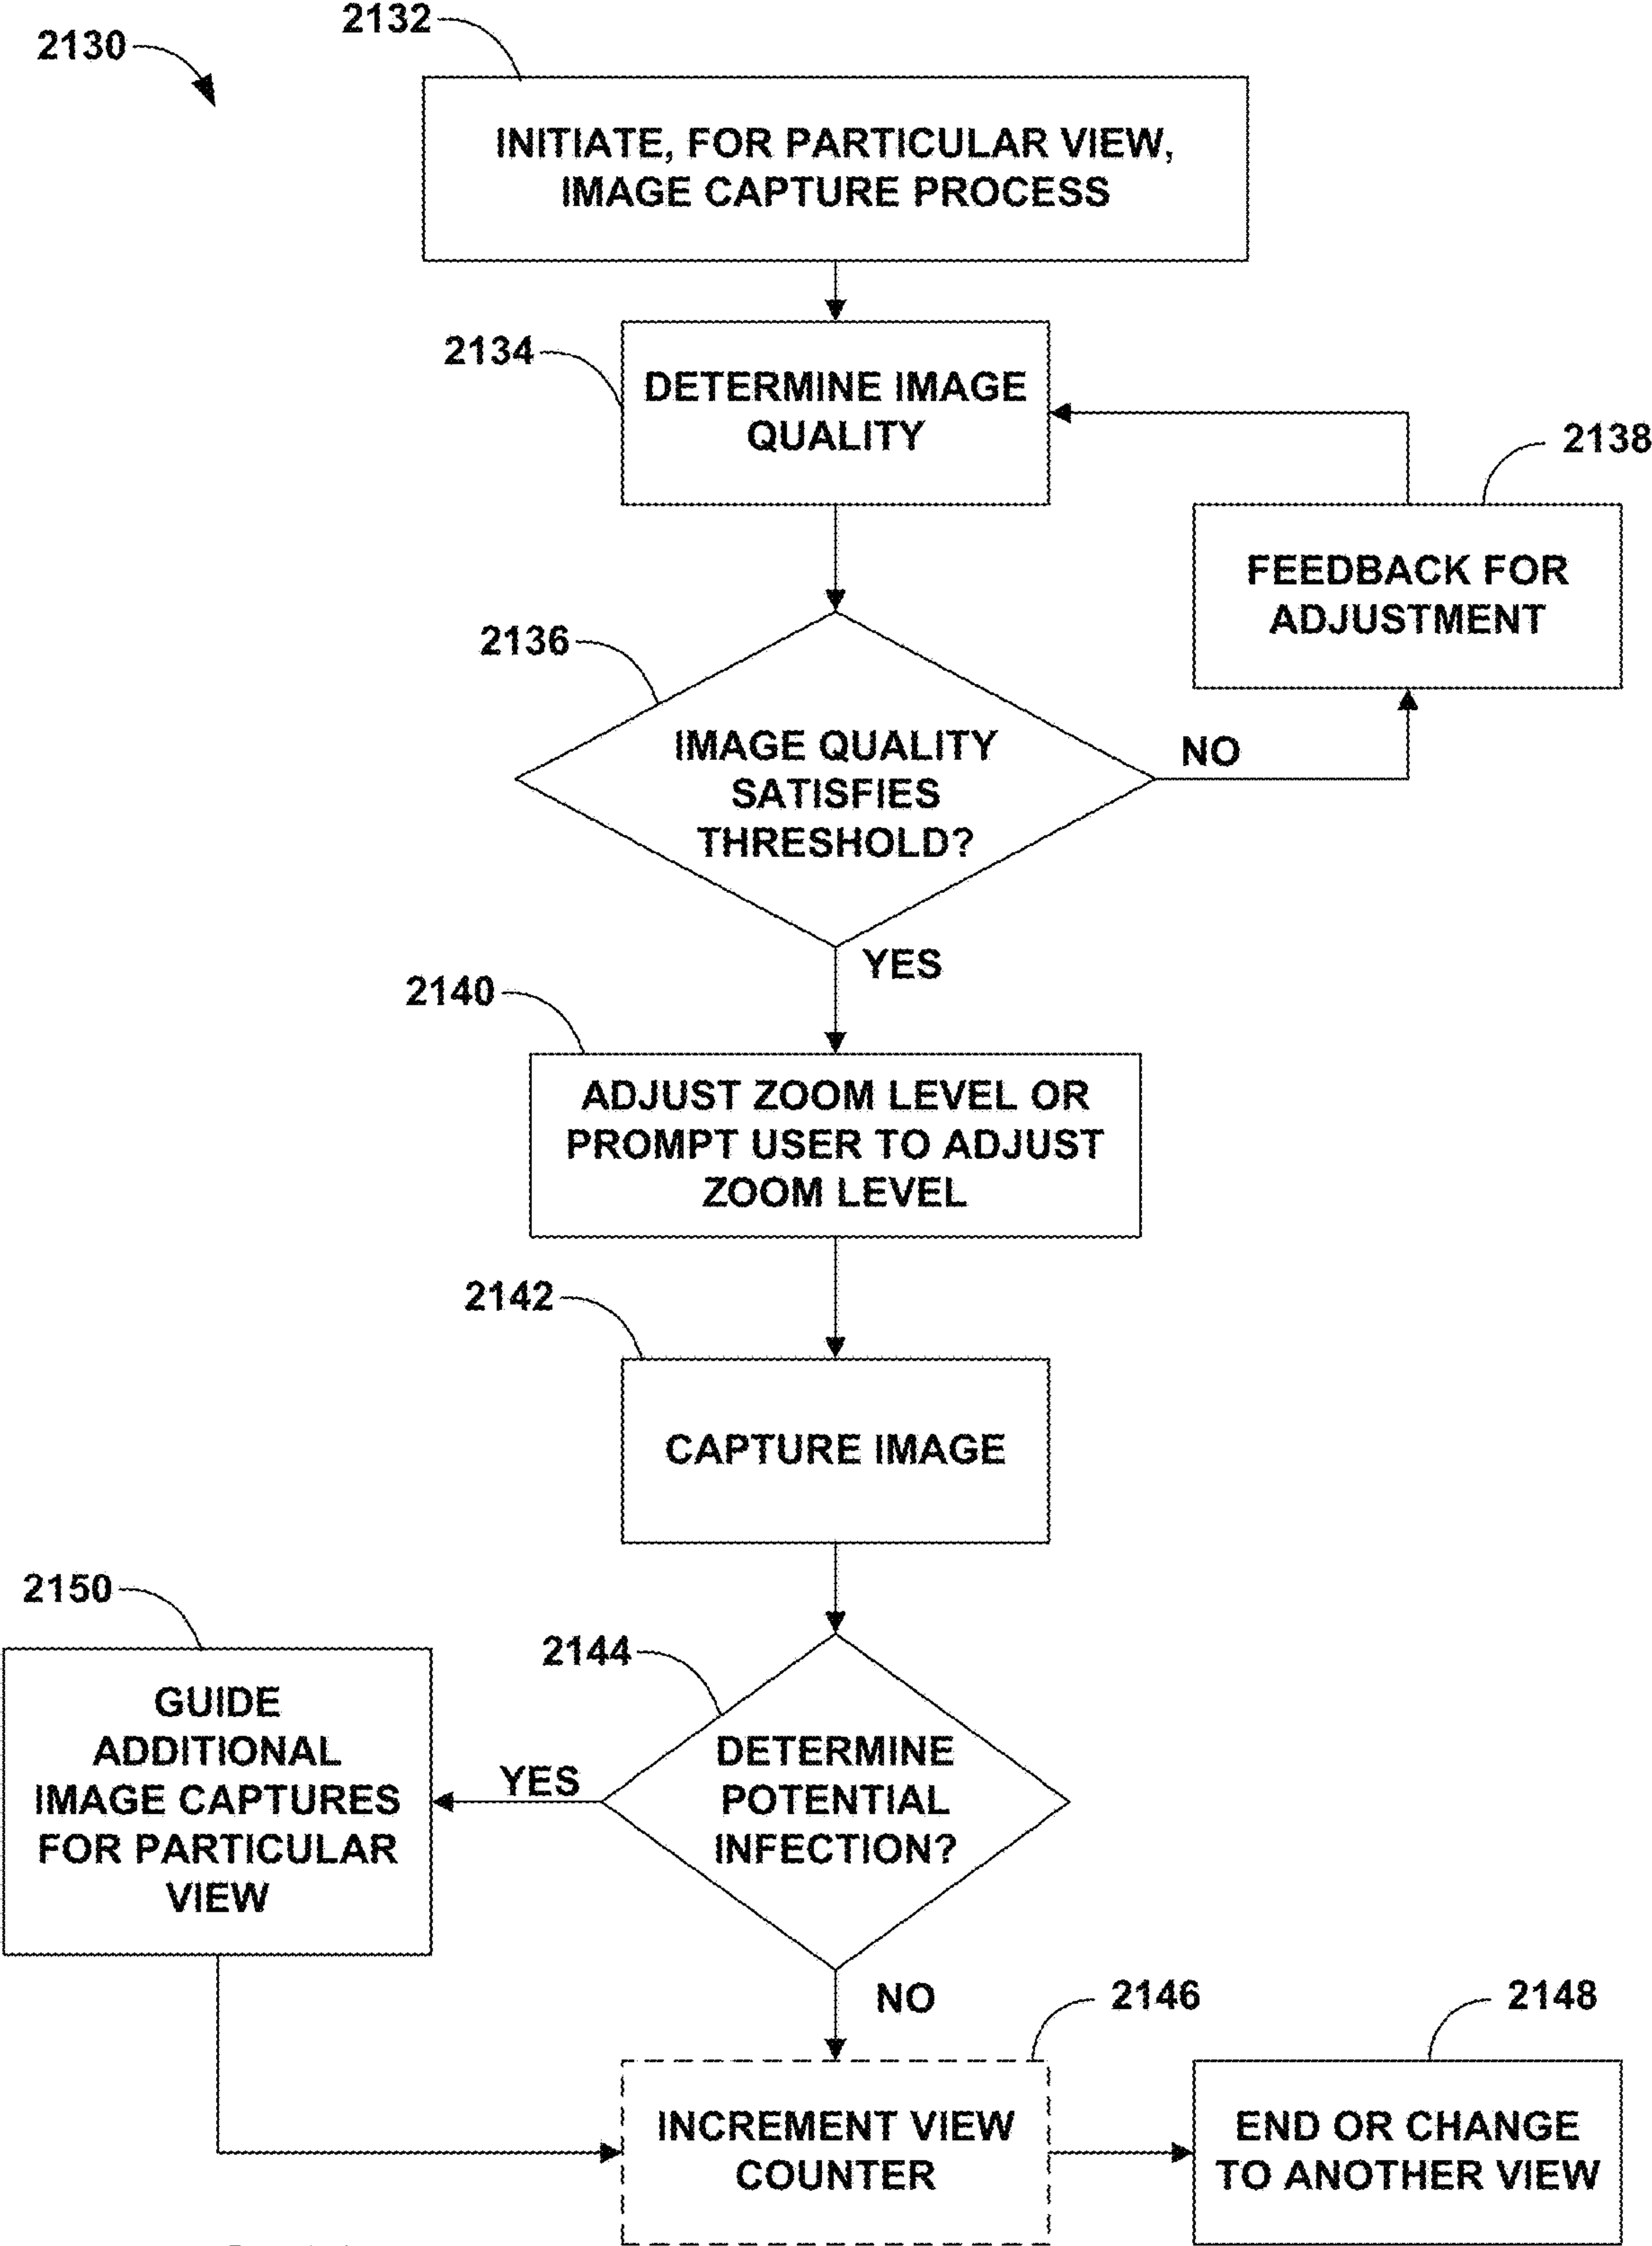 2130
2132
INITIATE, FOR PARTICULAR VIEW,
IMAGE CAPTURE PROCESS
2134
DETERMINE IMAGE
QUALITY
2138
FEEDBACK FOR
ADJUSTMENT
2136
IMAGE QUALITY
SATISFIES
THRESHOLD?
NO
YES
2140
ADJUST ZOOM LEVEL OR
PROMPT USER TO ADJUST
ZOOM LEVEL
2142
CAPTURE IMAGE
2144
DETERMINE
POTENTIAL
INFECTION?
YES
2150
GUIDE
ADDITIONAL
IMAGE CAPTURES
FOR PARTICULAR
VIEW
NO
2146
INCREMENT VIEW
COUNTER
2148
END OR CHANGE
TO ANOTHER VIEW